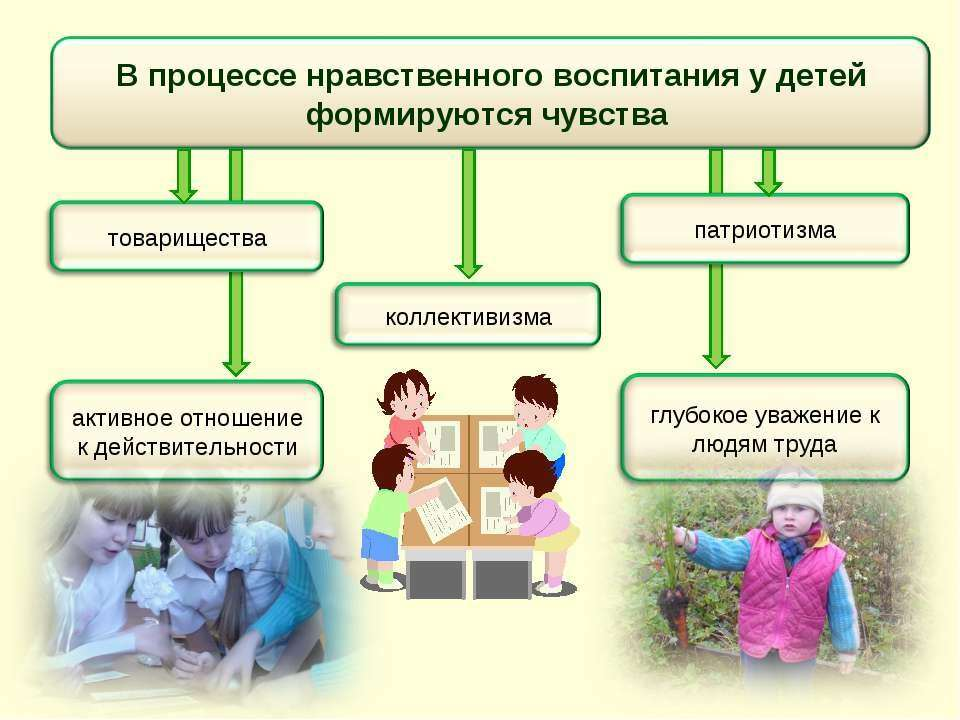 В процессе нравственного воспитания у детей
формируются чувства
товарищества
патриотизма
коллективизма
активное отношение
к действительности
глубокое уважение к
людям труда